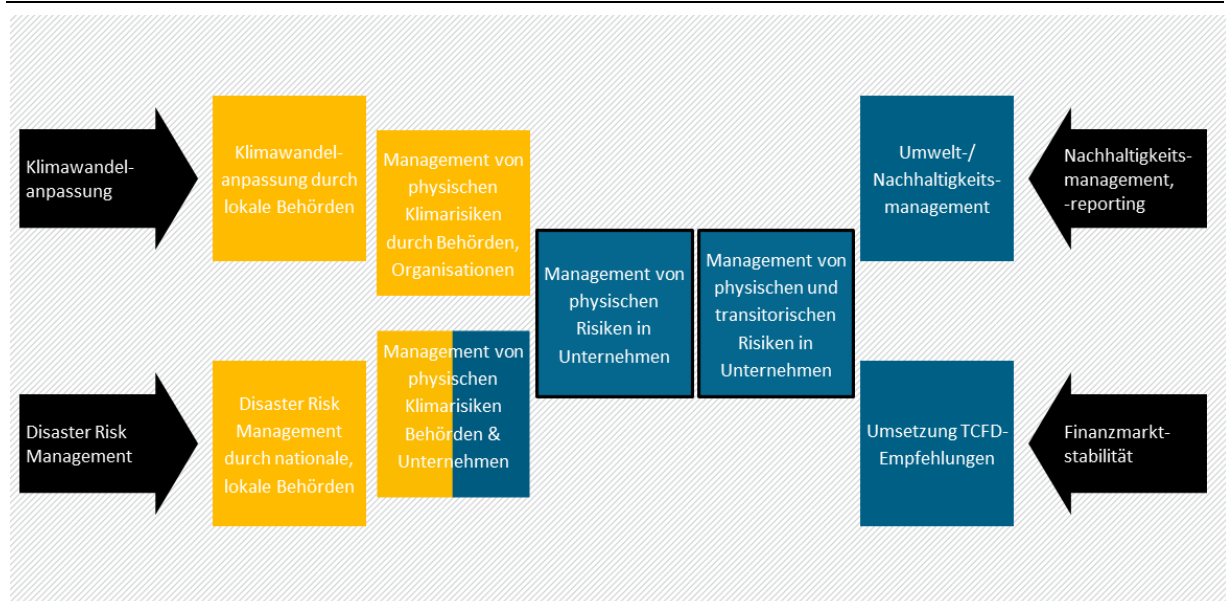 Klimawandel-
anpassung
Klimawandel-
anpassung durch
lokale Behörden
Management von
physischen
Klimarisiken
durch Behörden,
Organisationen
Management von
physischen
Risiken in
Unternehmen
Management von
physischen und
transitorischen
Risiken in
Unternehmen
Umwelt-/
Nachhaltigkeits-
management
Nachhaltigkeits-
management,
-reporting
Disaster Risk
Management
Disaster Risk
Management
durch nationale,
lokale Behörden
Management von
physischen
Klimarisiken
Behörden &
Unternehmen
Umsetzung TCFD-
Empfehlungen
Finanzmarkt-
stabilität